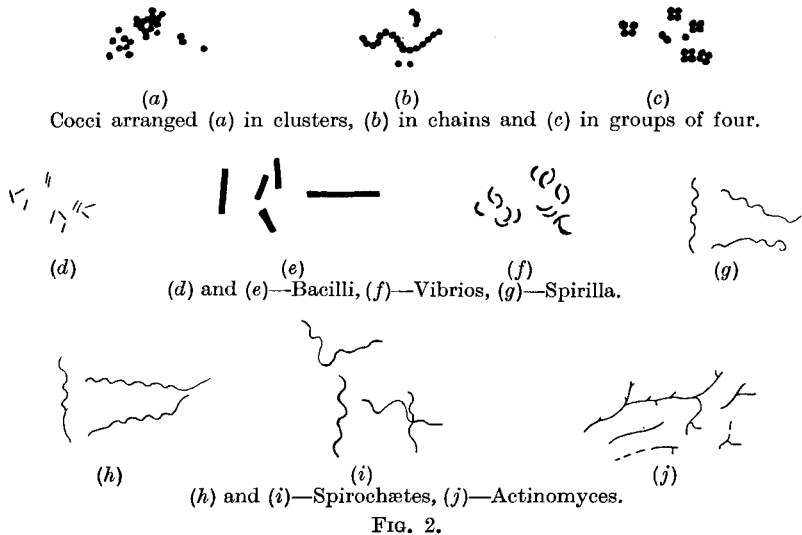 (a) (b) (c)
Cocci arranged (a) in clusters, (b) in chains and (c) in groups of four.
(d) (e) (f) (g)
(d) and (e)—Bacilli, (f)—Vibrios, (g)—Spirilla.
(h) (i) (j)
(h) and (i)—Spirochætes, (j)—Actinomyces.
Fig. 2.